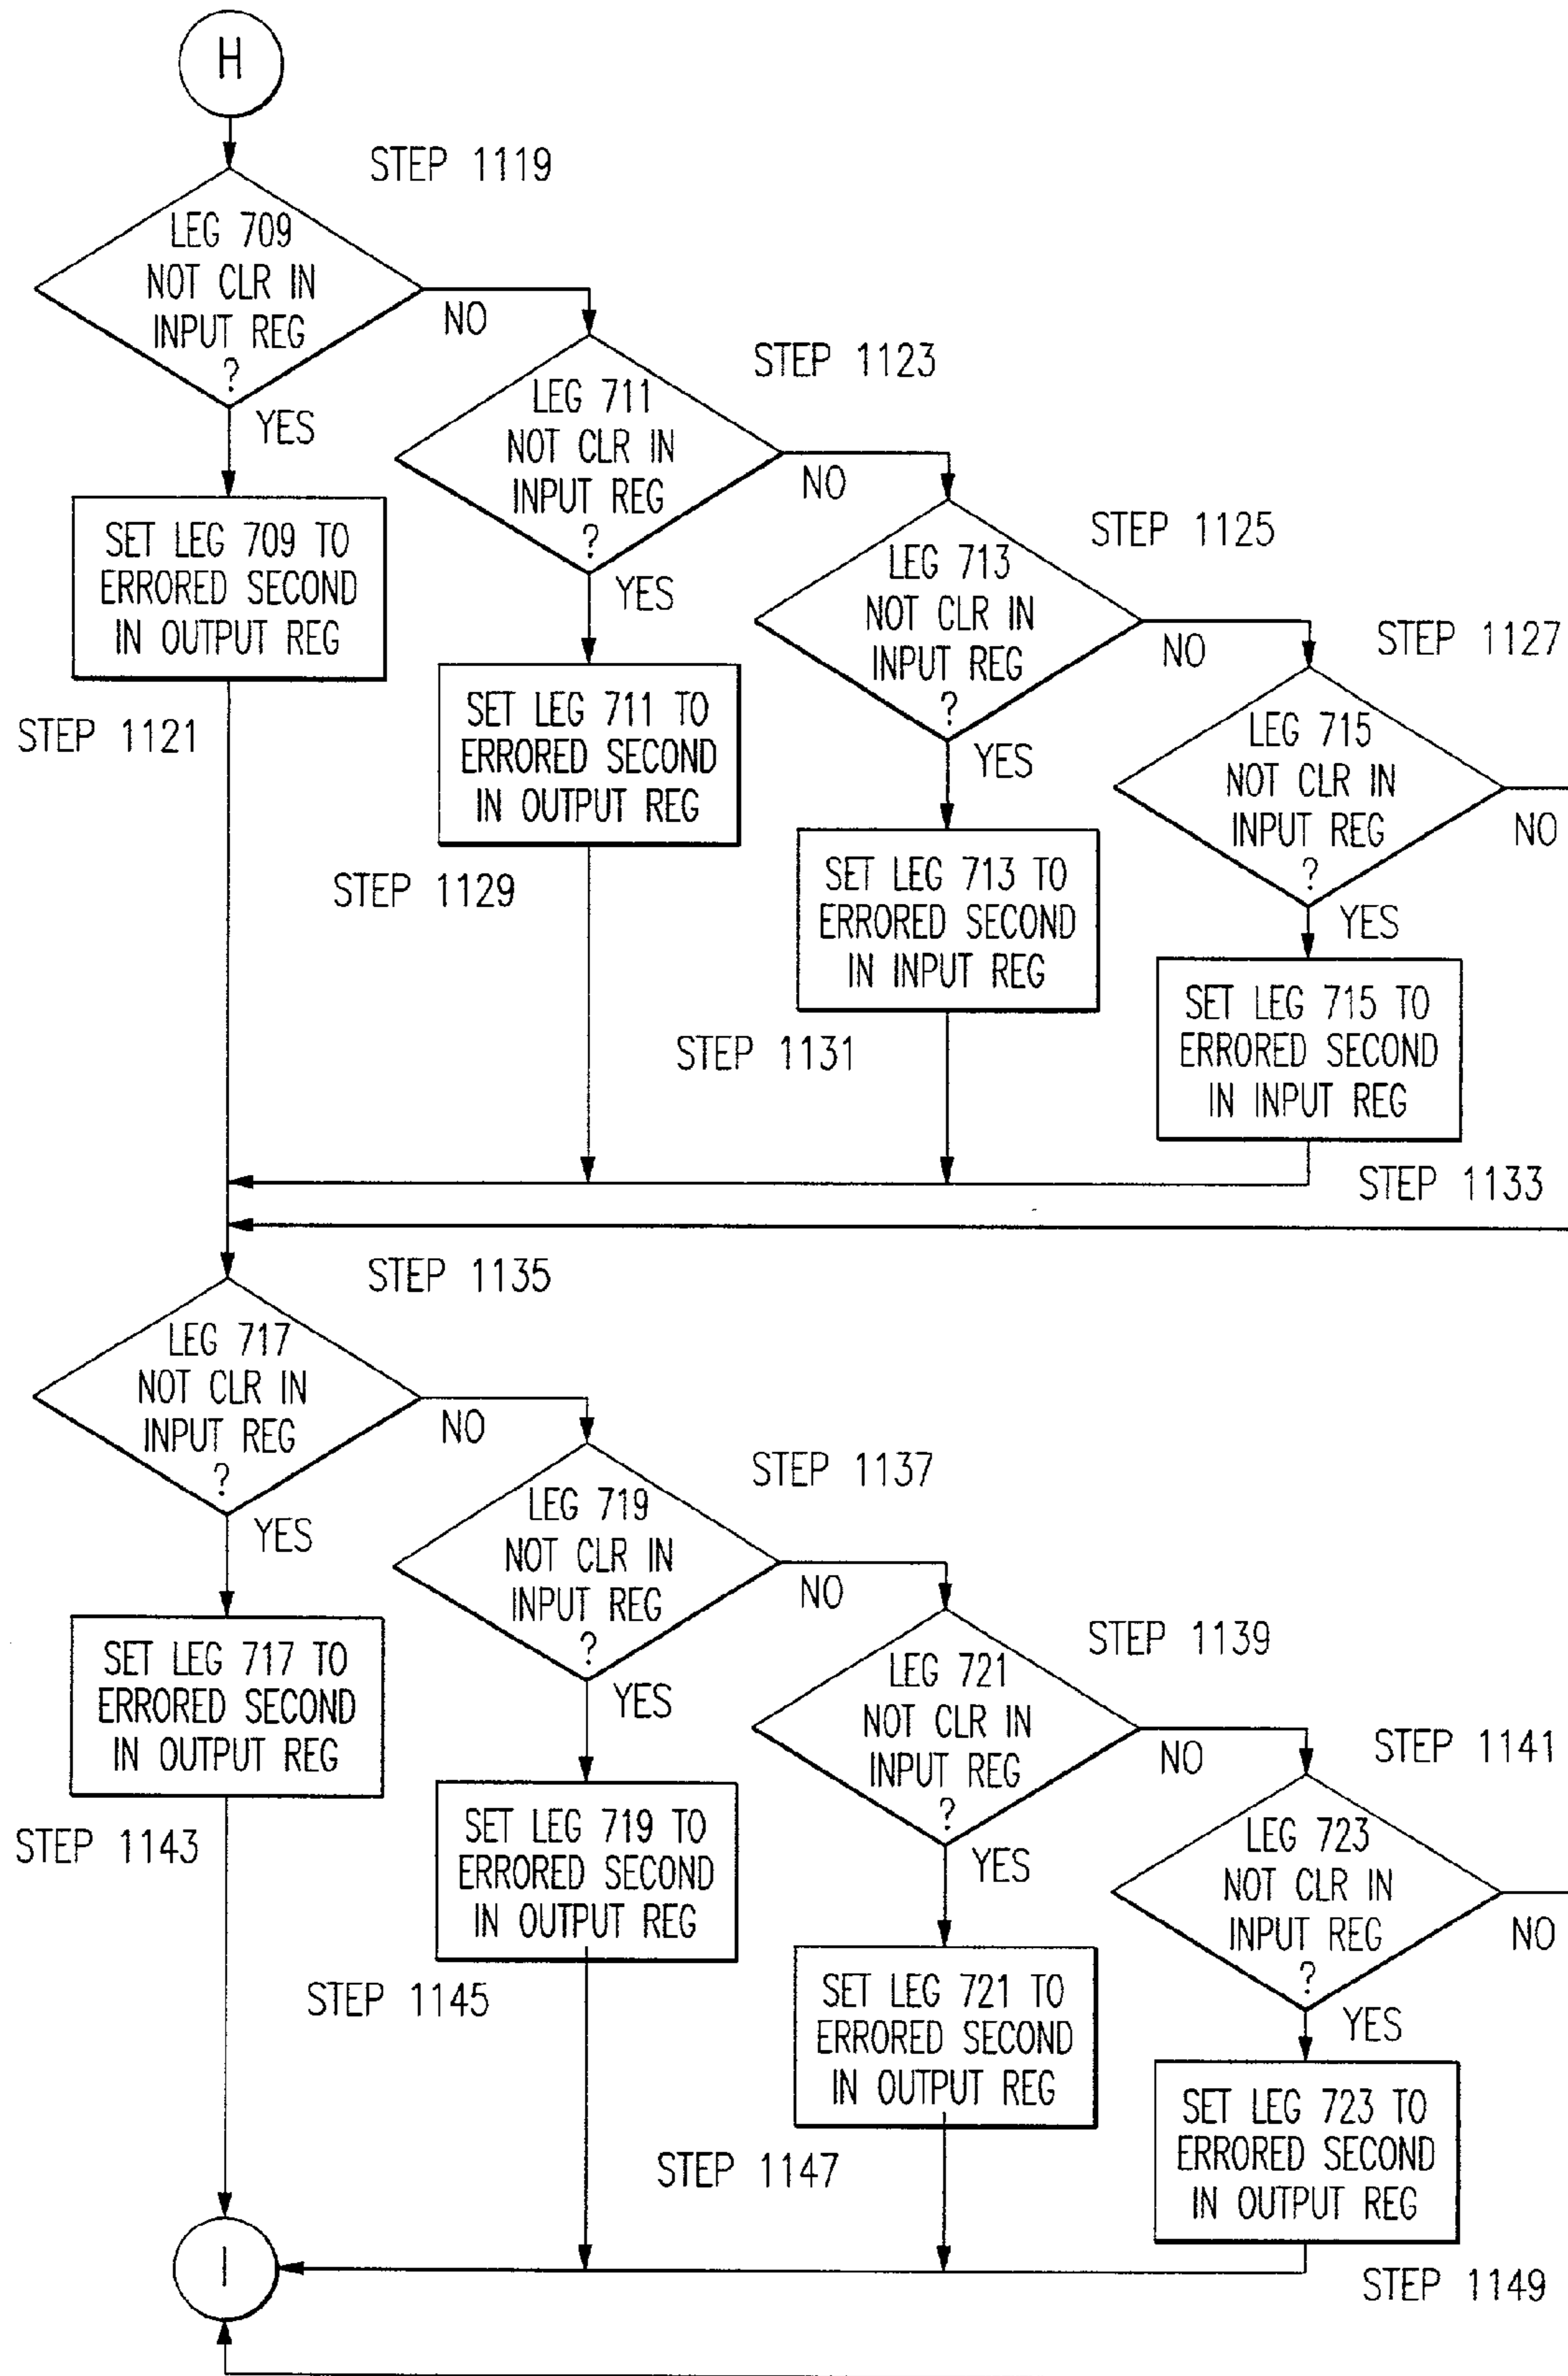 H
STEP 1119
LEG 709
NOT CLR IN
INPUT REG
?
NO
YES
STEP 1123
LEG 711
NOT CLR IN
INPUT REG
?
NO
YES
STEP 1125
LEG 713
NOT CLR IN
INPUT REG
?
NO
YES
STEP 1127
LEG 715
NOT CLR IN
INPUT REG
?
NO
YES
SET LEG 709 TO
ERRORED SECOND
IN OUTPUT REG
STEP 1121
SET LEG 711 TO
ERRORED SECOND
IN OUTPUT REG
STEP 1129
SET LEG 713 TO
ERRORED SECOND
IN INPUT REG
STEP 1131
SET LEG 715 TO
ERRORED SECOND
IN INPUT REG
STEP 1133
STEP 1135
LEG 717
NOT CLR IN
INPUT REG
?
NO
YES
STEP 1137
LEG 719
NOT CLR IN
INPUT REG
?
NO
YES
STEP 1139
LEG 721
NOT CLR IN
INPUT REG
?
NO
YES
STEP 1141
LEG 723
NOT CLR IN
INPUT REG
?
NO
YES
SET LEG 717 TO
ERRORED SECOND
IN OUTPUT REG
STEP 1143
SET LEG 719 TO
ERRORED SECOND
IN OUTPUT REG
STEP 1145
SET LEG 721 TO
ERRORED SECOND
IN OUTPUT REG
STEP 1147
SET LEG 723 TO
ERRORED SECOND
IN OUTPUT REG
STEP 1149
I